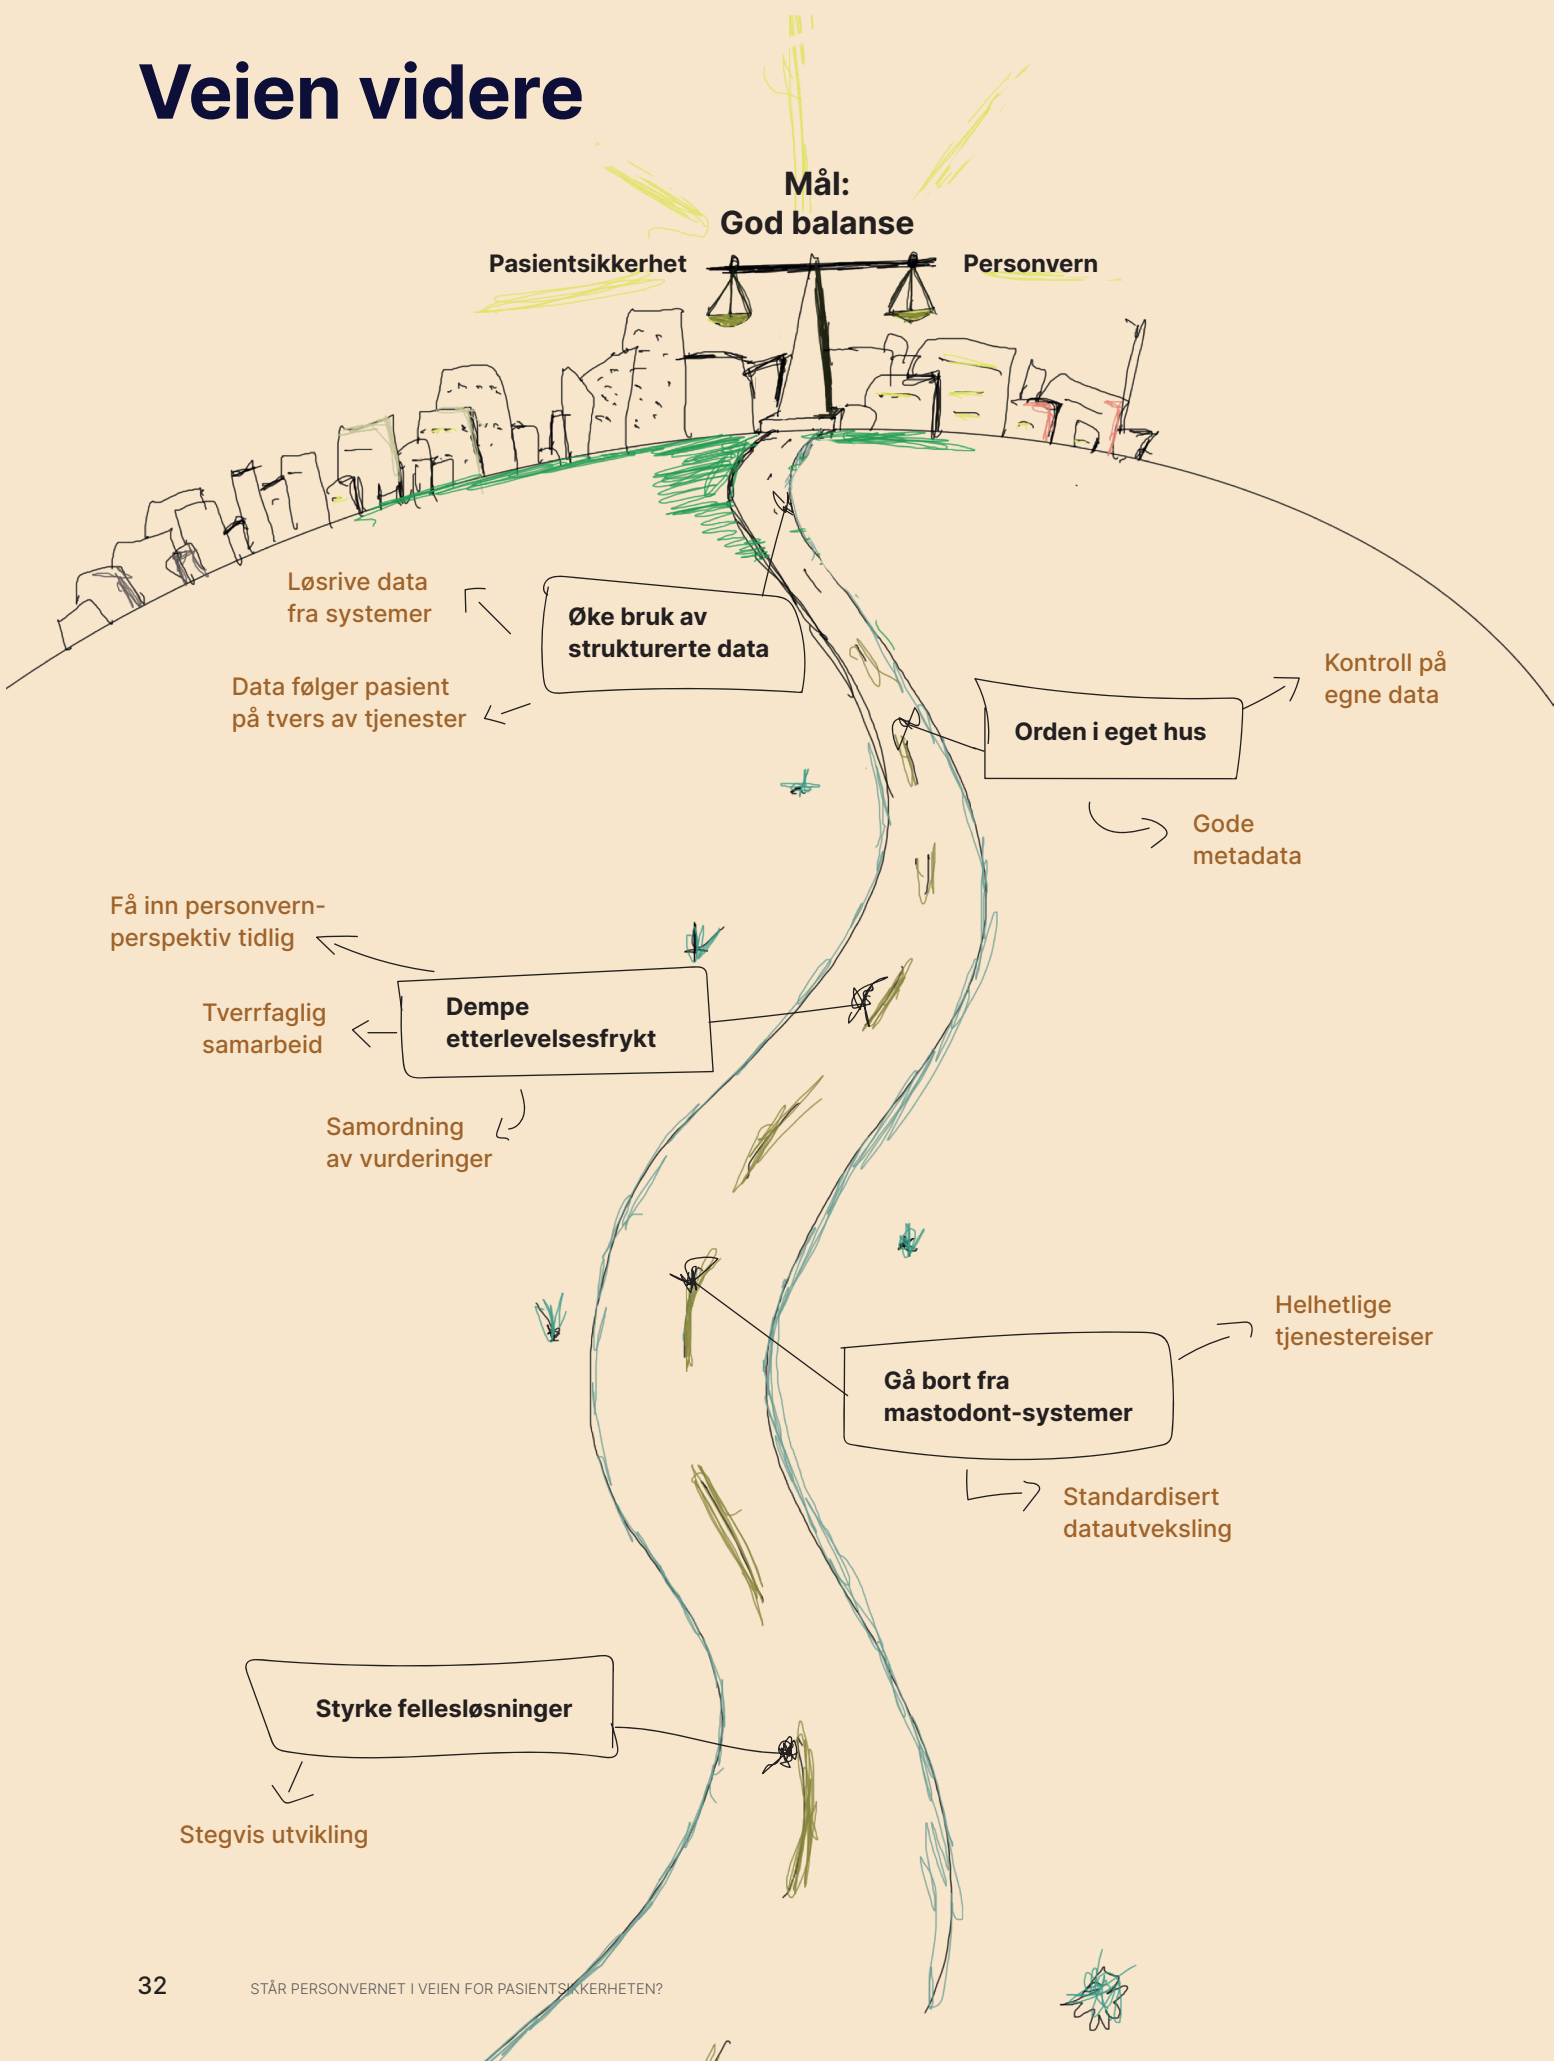 Veien videre
Mål:
God balanse
Pasientsikkerhet
Personvern
Løsrive data
fra systemer
Øke bruk av
strukturerte data
Data følger pasient
på tvers av tjenester
Kontroll på
egne data
Orden i eget hus
Gode
metadata
Få inn personvern-
perspektiv tidlig
Dempe
etterlevelsesfrykt
Tverrfaglig
samarbeid
Samordning
av vurderinger
Helhetlige
tjenestereiser
Gå bort fra
mastodont-systemer
Standardisert
datautveksling
Styrke fellesløsninger
Stegvis utvikling
32
STÅR PERSONVERNET I VEIEN FOR PASIENTSIKKERHETEN?